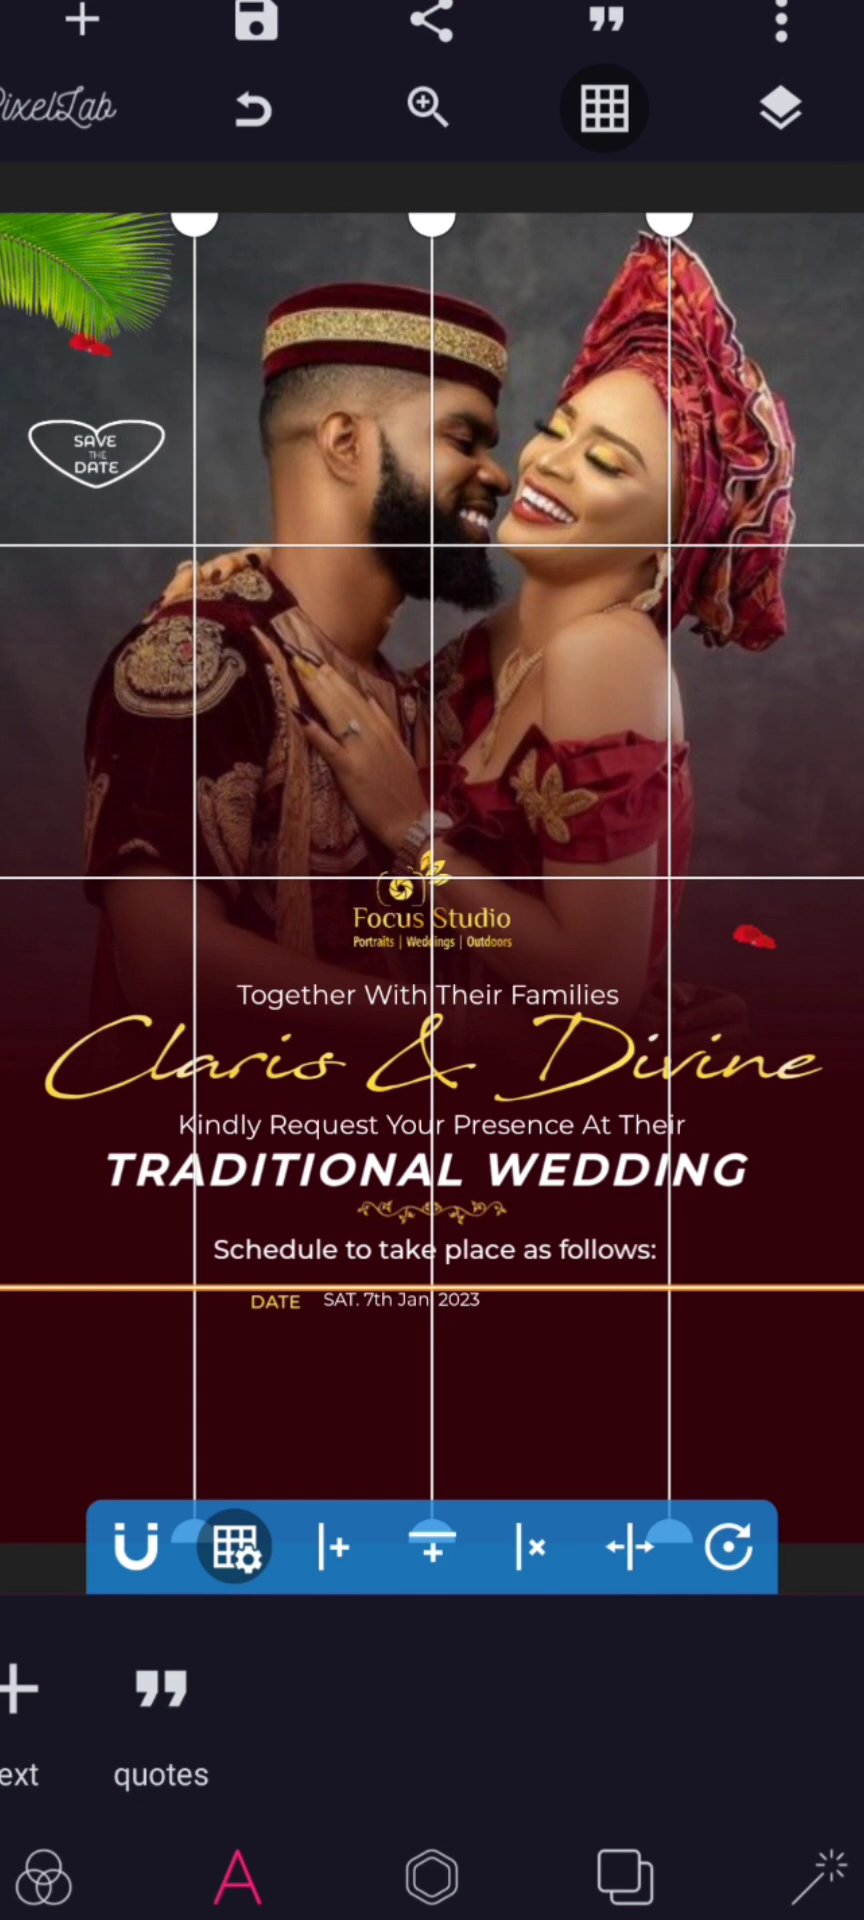 PixelLab
SAVE
THE
DATE
Focus Studio
Portraits | Weddings | Outdoors
Together With Their Families
Claris & Divine
Kindly Request Your Presence At Their
TRADITIONAL WEDDING
Schedule to take place as follows:
DATE SAT. 7th Jan 2023
ext
quotes